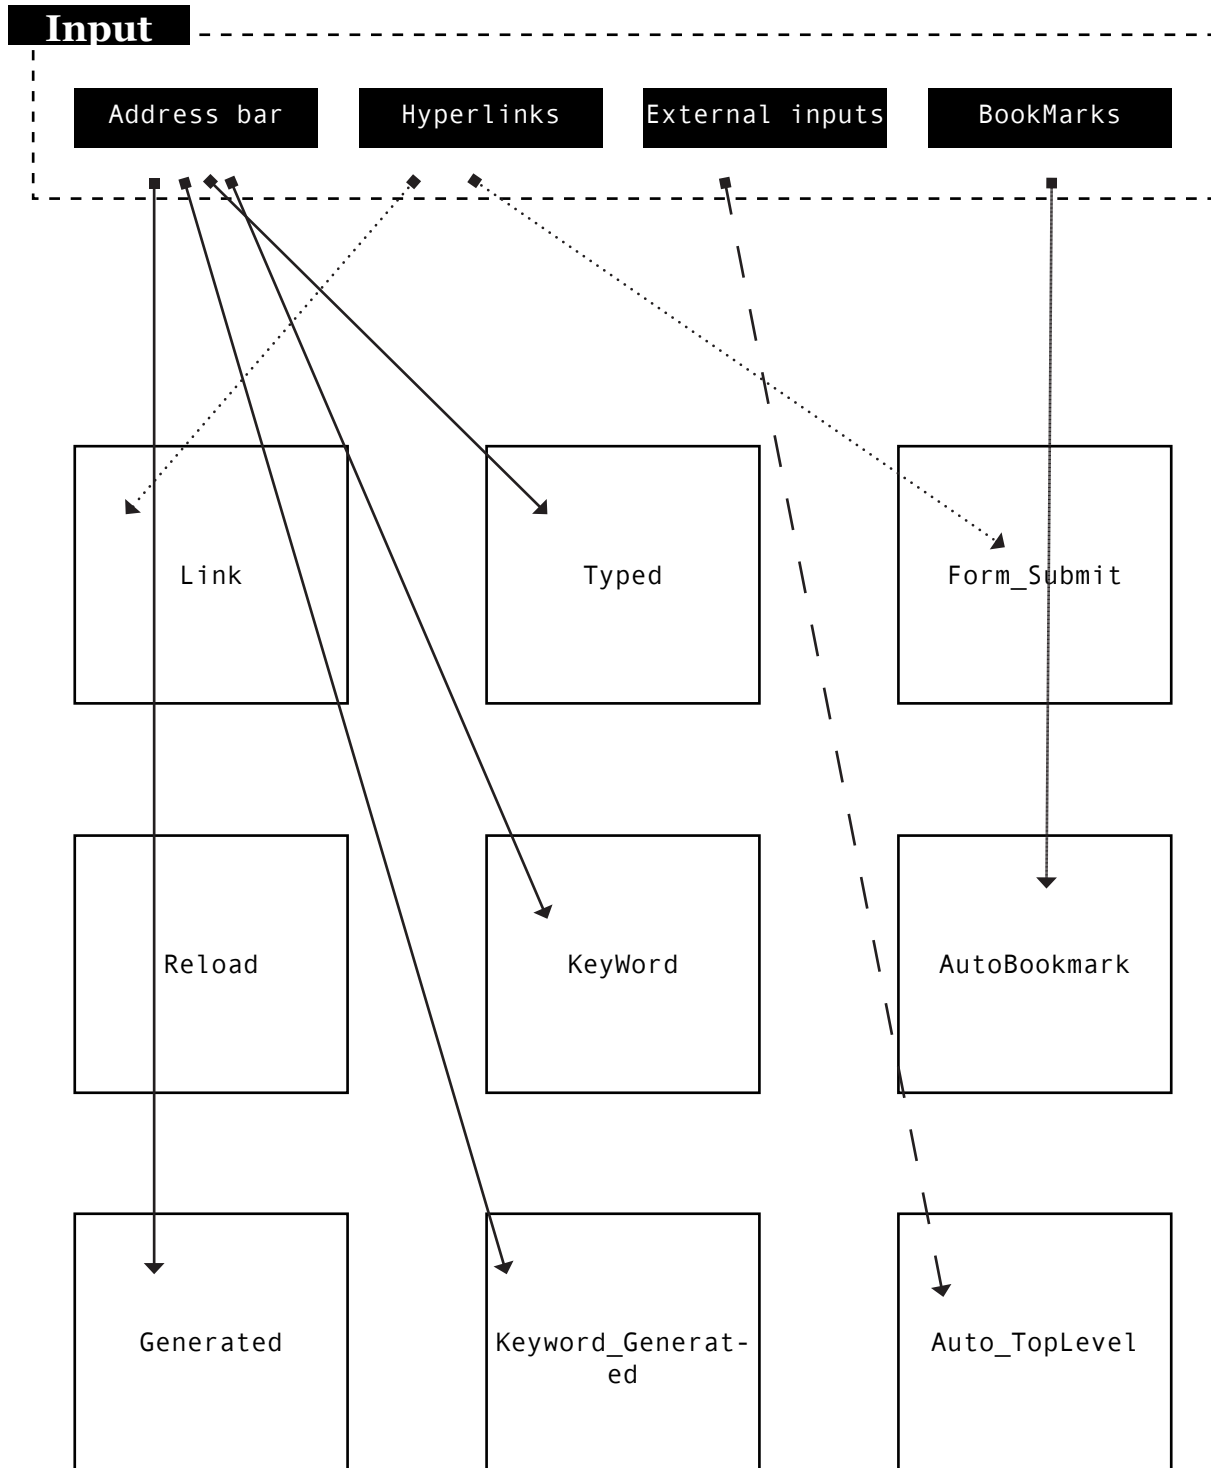 Input
Address bar
Hyperlinks
External inputs
BookMarks
Link
Typed
Form_Submit
Reload
KeyWord
AutoBookmark
Generated
Keyword_Generat-
ed
Auto_TopLevel